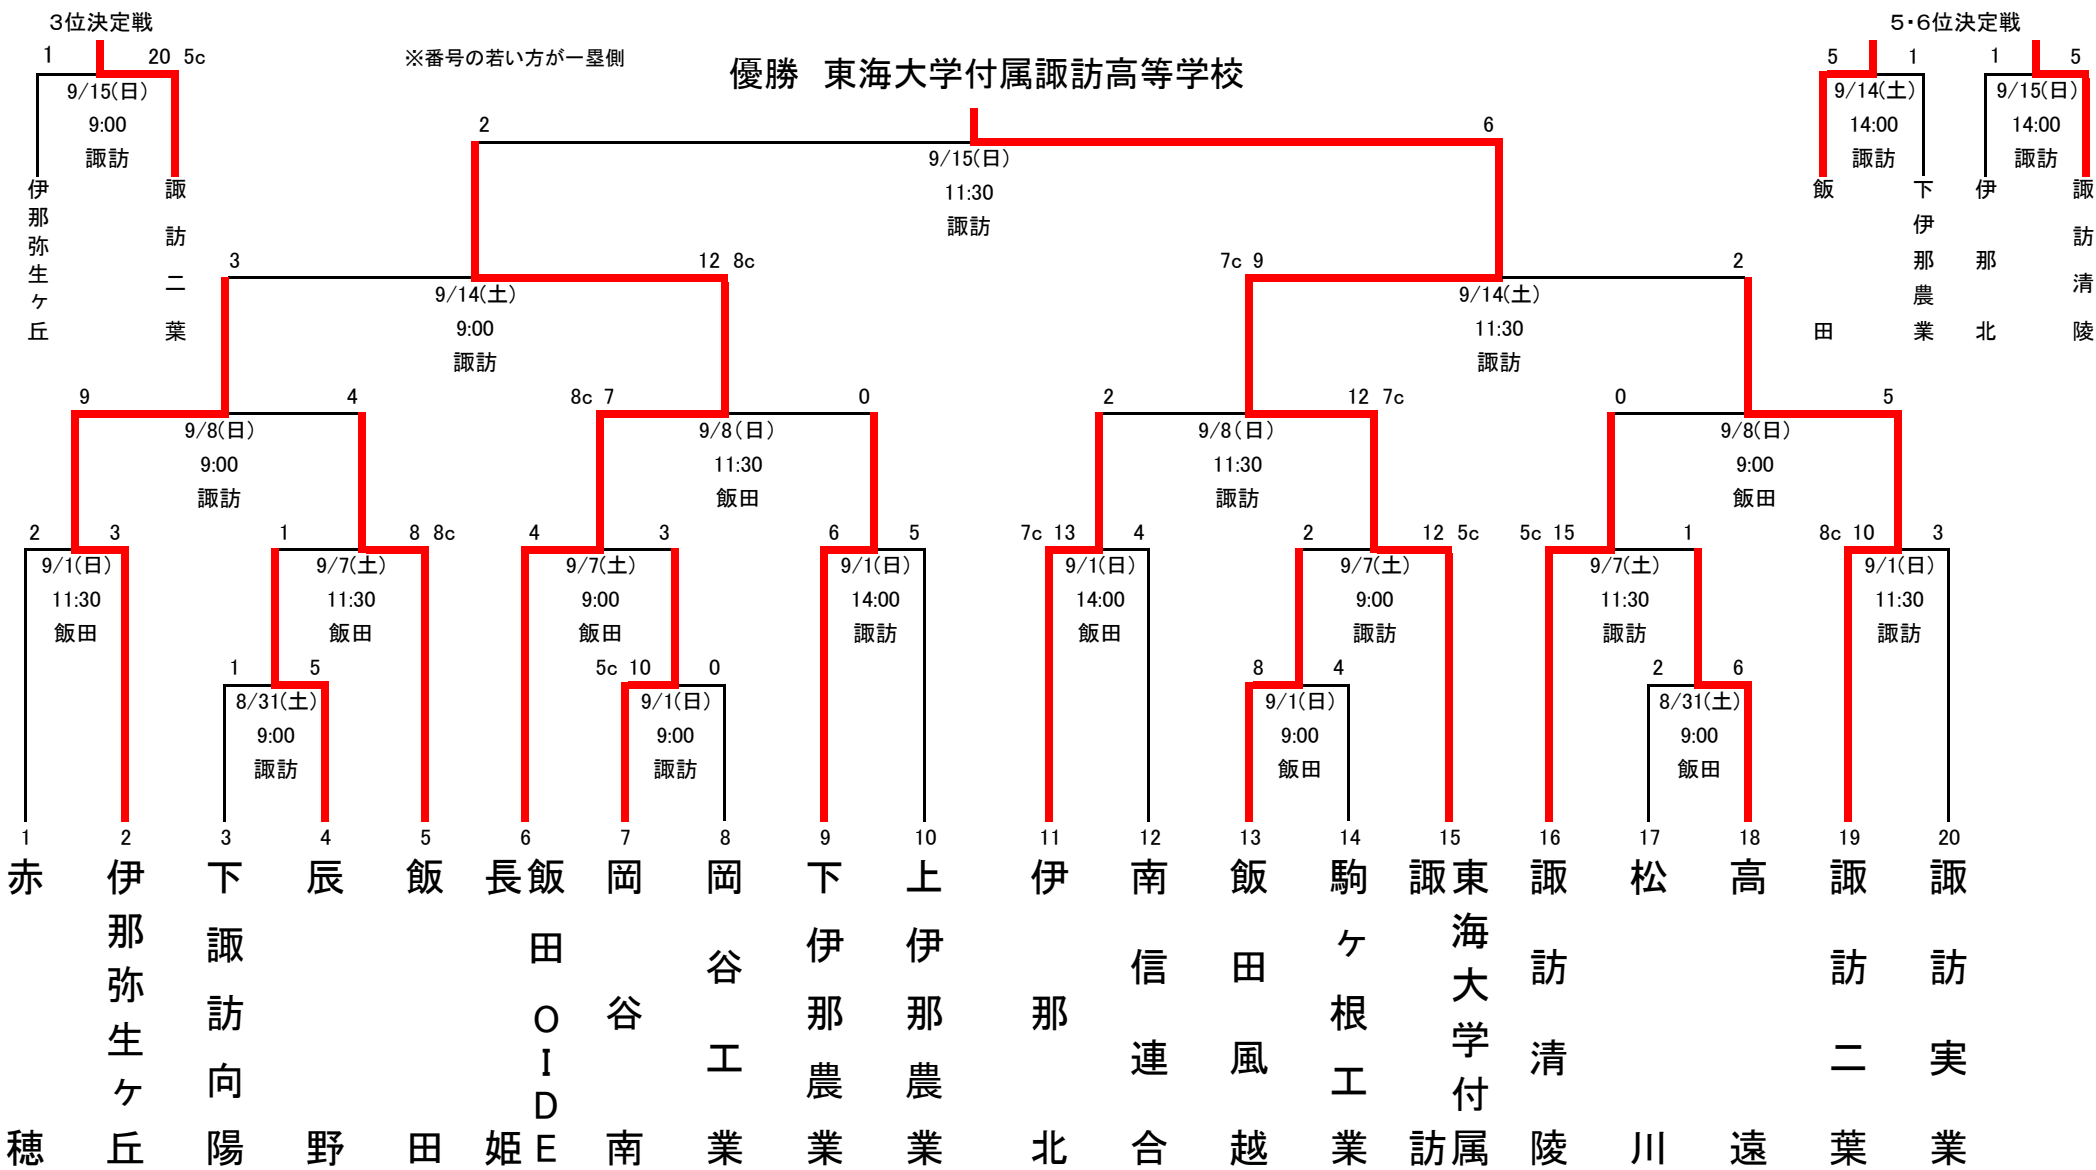 3位決定戦
5・6位決定戦
※番号の若い方が一塁側
優勝 東海大学付属諏訪高等学校
1 20 5c
9/15(日)
9:00
諏訪
伊那弥生ヶ丘
諏訪二葉
5 1
9/14(土)
14:00
諏訪
飯田
下伊那農業
1 5
9/15(日)
14:00
諏訪
伊那北
諏訪清陵
2 6
9/15(日)
11:30
諏訪
3 12 8c
9/14(土)
9:00
諏訪
7c 9 2
9/14(土)
11:30
諏訪
9 4
9/8(日)
9:00
諏訪
8c 7 0
9/8(日)
11:30
飯田
2 12 7c
9/8(日)
11:30
諏訪
0 5
9/8(日)
9:00
飯田
2 3
9/1(日)
11:30
飯田
1 8 8c
9/7(土)
11:30
飯田
4 3
9/7(土)
9:00
飯田
6 5
9/1(日)
14:00
諏訪
7c 13 4
9/1(日)
14:00
飯田
2 12 5c
9/7(土)
9:00
諏訪
5c 15 1
9/7(土)
11:30
諏訪
8c 10 3
9/1(日)
11:30
諏訪
1 5
8/31(土)
9:00
諏訪
5c 10 0
9/1(日)
9:00
諏訪
8 4
9/1(日)
9:00
飯田
2 6
8/31(土)
9:00
飯田
1 2 3 4 5 6 7 8 9 10 11 12 13 14 15 16 17 18 19 20
赤穂
伊那弥生ヶ丘
下諏訪向陽
辰野
飯田
飯田OIDE
長姫
岡谷南
岡谷工業
下伊那農業
上伊那農業
伊那北
南信連合
飯田風越
駒ヶ根工業
東海大学付属
諏訪
諏訪清陵
松川
高遠
諏訪二葉
諏訪実業